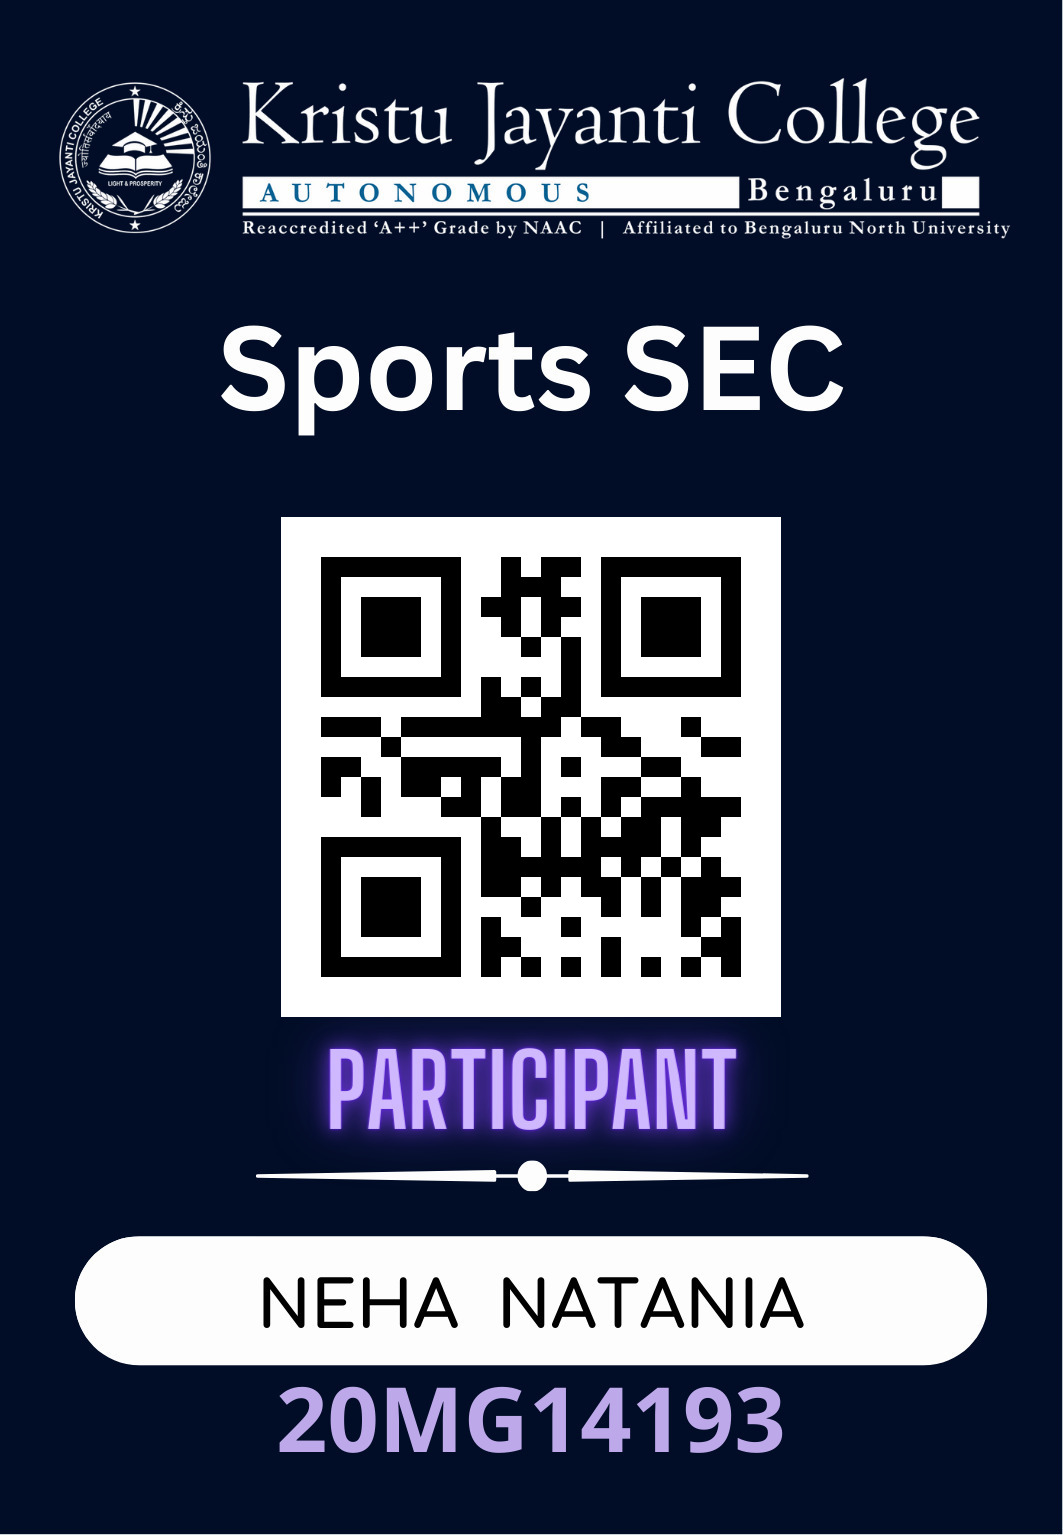 Kristu Jayanti College
AUTONOMOUS Bengaluru
Reaccredited ‘A++’ Grade by NAAC | Affiliated to Bengaluru North University
KRISTU JAYANTI COLLEGE
ಕ್ರಿಸ್ತು ಜಯಂತಿ ಕಾಲೇಜು
LIGHT & PROSPERITY
Sports SEC
PARTICIPANT
NEHA NATANIA
20MG14193